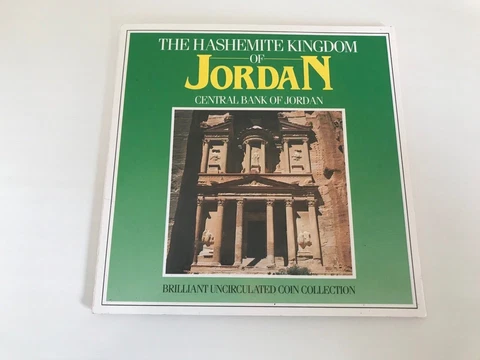 THE HASHEMITE KINGDOM
OF
JORDAN
CENTRAL BANK OF JORDAN
BRILLIANT UNCIRCULATED COIN COLLECTION